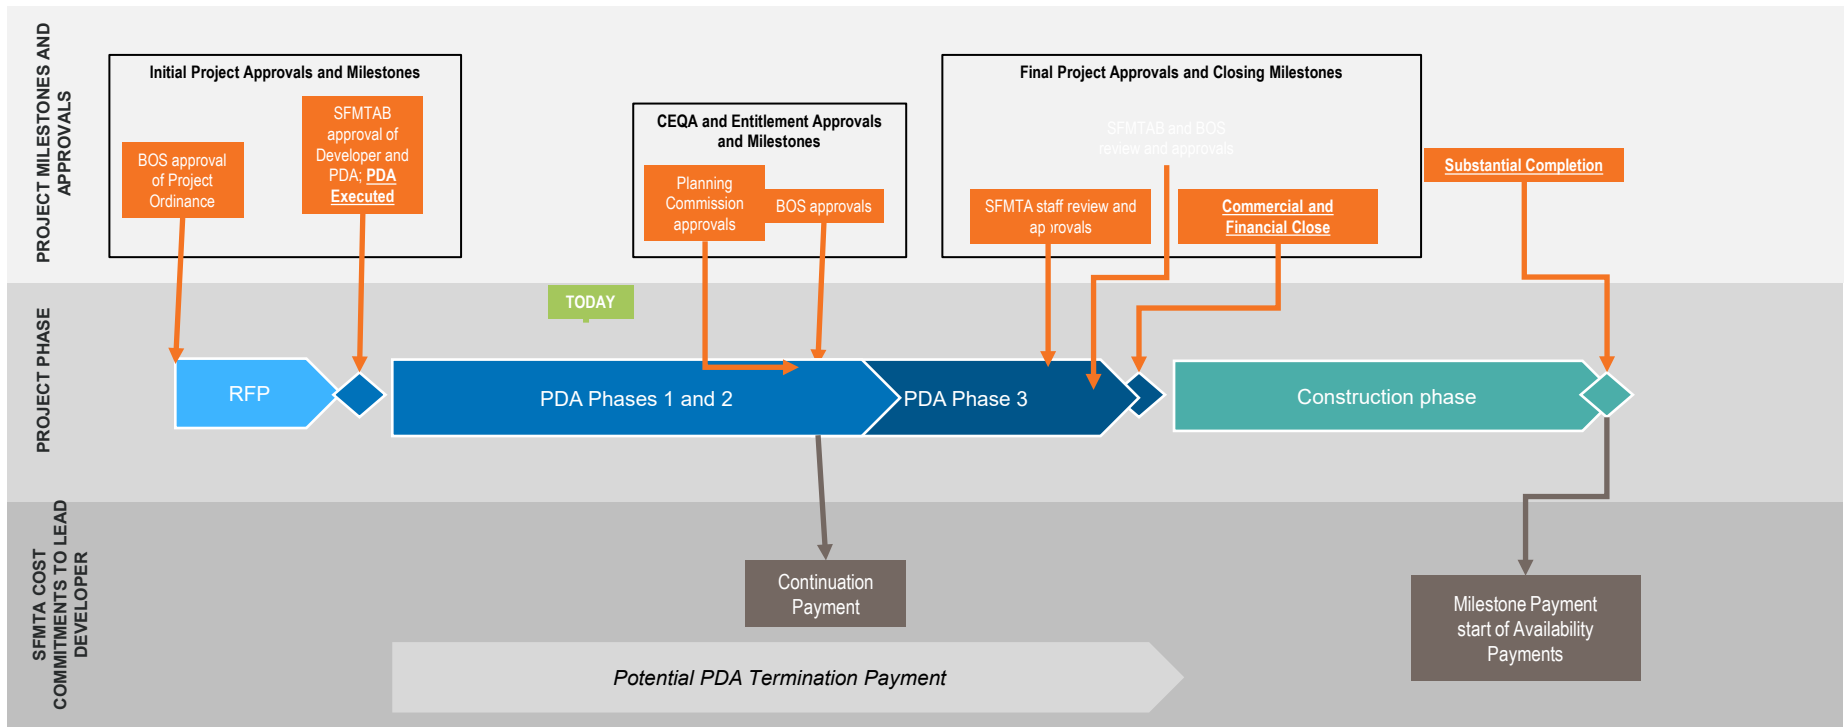 PROJECT MILESTONES AND
APPROVALS
Initial Project Approvals and Milestones
BOS approval
of Project
Ordinance
SFMTAB
approval of
Developer and
PDA; PDA
Executed
CEQA and Entitlement Approvals
and Milestones
Planning
Commission
approvals
BOS approvals
Final Project Approvals and Closing Milestones
SFMTAB and BOS
review and approvals
SFMTA staff review and
approvals
Commercial and
Financial Close
Substantial Completion
PROJECT PHASE
TODAY
RFP
PDA Phases 1 and 2
PDA Phase 3
Construction phase
SFMTA COST
COMMITMENTS TO LEAD
DEVELOPER
Continuation
Payment
Milestone Payment
start of Availability
Payments
Potential PDA Termination Payment